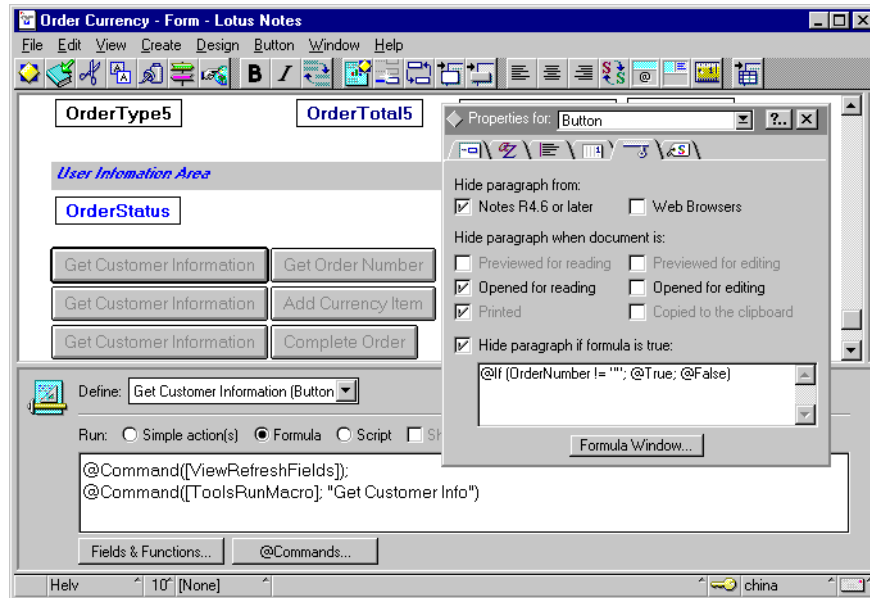 Order Currency - Form - Lotus Notes
File Edit View Create Design Button Window Help
OrderType5 OrderTotal5
Properties for: Button
User Infomation Area
OrderStatus
Hide paragraph from:
Notes R4.6 or later Web Browsers
Hide paragraph when document is:
Previewed for reading Previewed for editing
Opened for reading Opened for editing
Printed Copied to the clipboard
Hide paragraph if formula is true:
@If (OrderNumber != ""; @True; @False)
Formula Window...
Get Customer Information Get Order Number
Get Customer Information Add Currency Item
Get Customer Information Complete Order
Define: Get Customer Information (Button
Run: Simple action(s) Formula Script
@Command([ViewRefreshFields]);
@Command([ToolsRunMacro]; "Get Customer Info")
Fields & Functions... @Commands...
Helv 10 [None] china